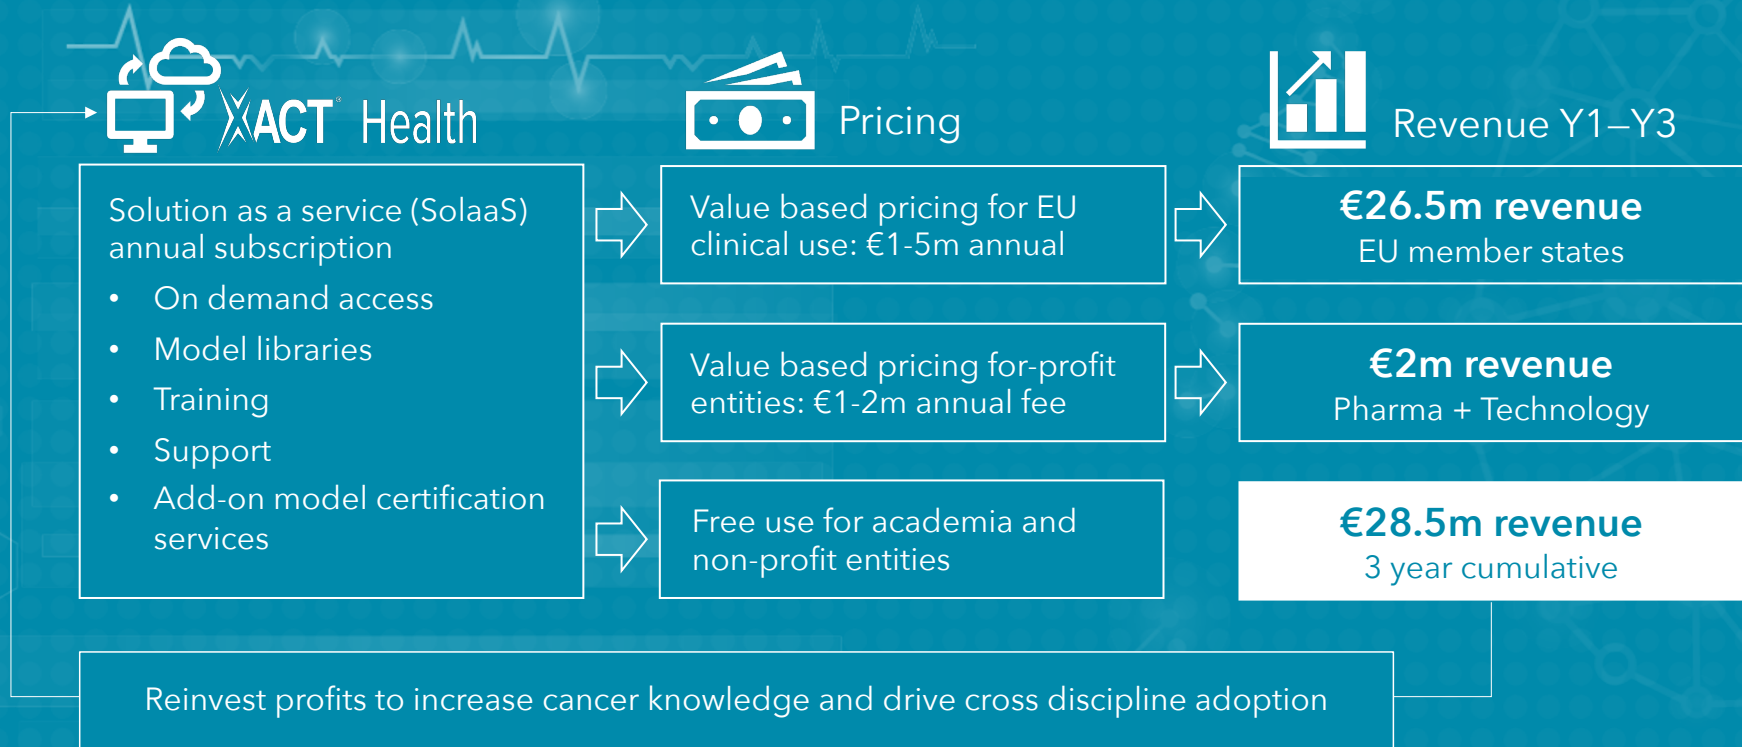 XACT® Health
Pricing
Revenue Y1–Y3
Solution as a service (SolaaS)
annual subscription
• On demand access
• Model libraries
• Training
• Support
• Add-on model certification
services
Value based pricing for EU
clinical use: €1-5m annual
€26.5m revenue
EU member states
Value based pricing for-profit
entities: €1-2m annual fee
€2m revenue
Pharma + Technology
Free use for academia and
non-profit entities
€28.5m revenue
3 year cumulative
Reinvest profits to increase cancer knowledge and drive cross discipline adoption